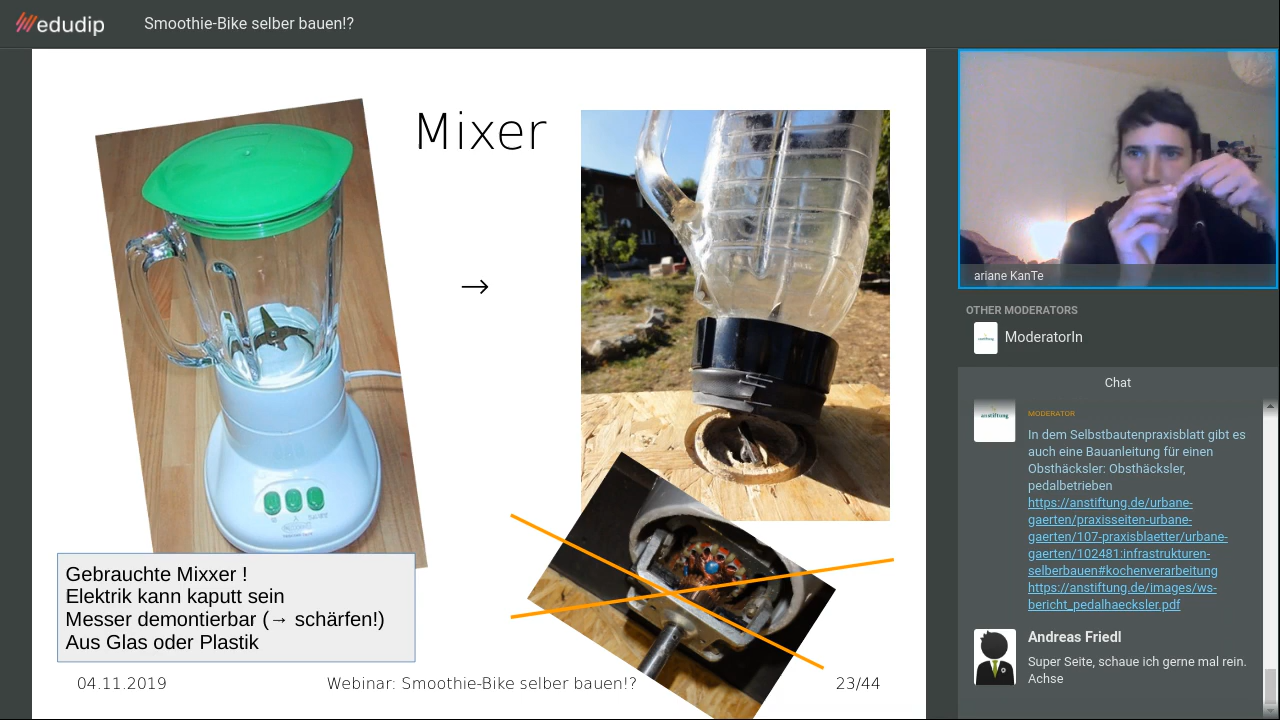 edudip
Smoothie-Bike selber bauen!?
Mixer
→
Gebrauchte Mixxer !
Elektrik kann kaputt sein
Messer demontierbar (→ schärfen!)
Aus Glas oder Plastik
04.11.2019
Webinar: Smoothie-Bike selber bauen!?
23/44
ariane KanTe
OTHER MODERATORS
ModeratorIn
Chat
anstiftung
MODERATOR
In dem Selbstbautenpraxisblatt gibt es
auch eine Bauanleitung für einen
Obsthäcksler: Obsthäcksler,
pedalbetrieben
https://anstiftung.de/urbane-
gaerten/praxisseiten-urbane-
gaerten/107-praxisblaetter/urbane-
gaerten/102481:infrastrukturen-
selberbauen#kochenverarbeitung
https://anstiftung.de/images/ws-
bericht_pedalhaecksler.pdf
Andreas Friedl
Super Seite, schaue ich gerne mal rein.
Achse